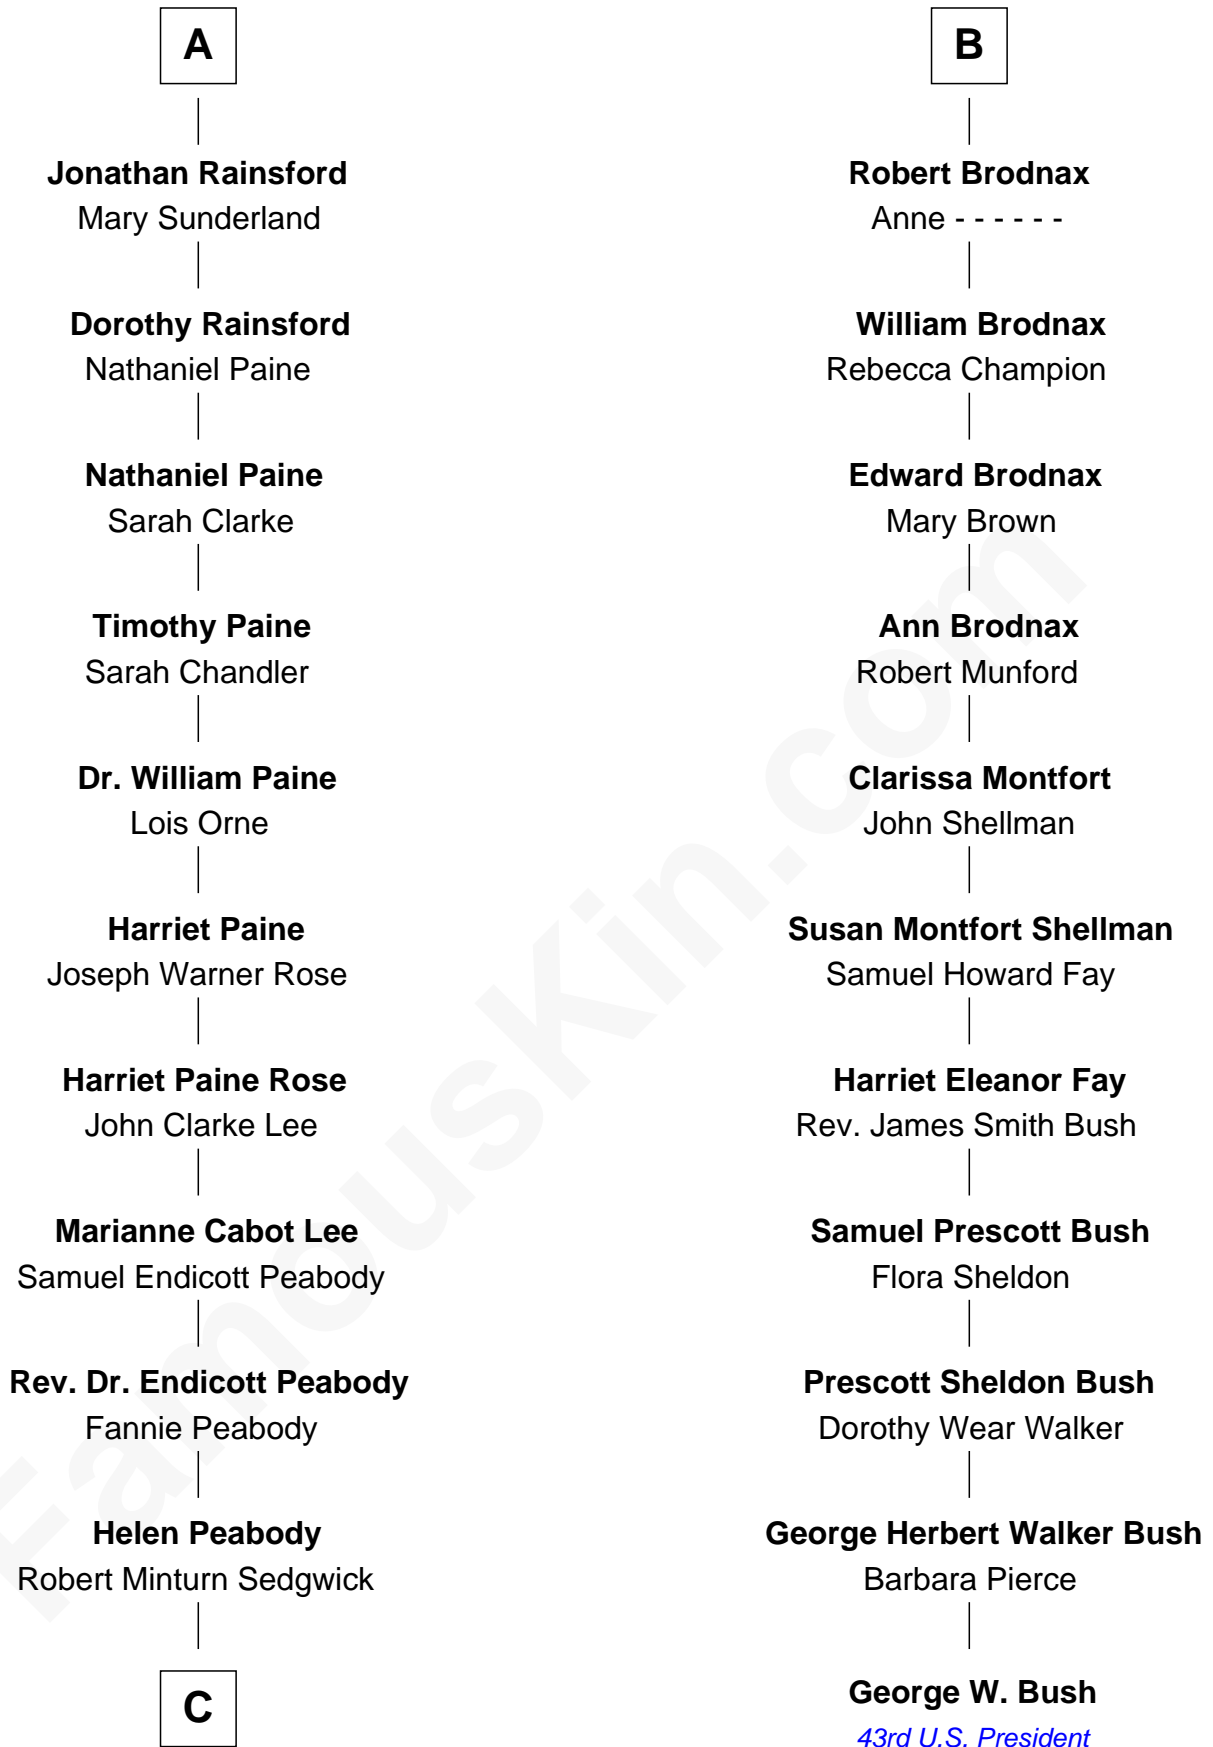 A
Jonathan Rainsford
Mary Sunderland
Dorothy Rainsford
Nathaniel Paine
Nathaniel Paine
Sarah Clarke
Timothy Paine
Sarah Chandler
Dr. William Paine
Lois Orne
Harriet Paine
Joseph Warner Rose
Harriet Paine Rose
John Clarke Lee
Marianne Cabot Lee
Samuel Endicott Peabody
Rev. Dr. Endicott Peabody
Fannie Peabody
Helen Peabody
Robert Minturn Sedgwick
C
B
Robert Brodnax
Anne - - - - - -
William Brodnax
Rebecca Champion
Edward Brodnax
Mary Brown
Ann Brodnax
Robert Munford
Clarissa Montfort
John Shellman
Susan Montfort Shellman
Samuel Howard Fay
Harriet Eleanor Fay
Rev. James Smith Bush
Samuel Prescott Bush
Flora Sheldon
Prescott Sheldon Bush
Dorothy Wear Walker
George Herbert Walker Bush
Barbara Pierce
George W. Bush
43rd U.S. President
FamousKin.com